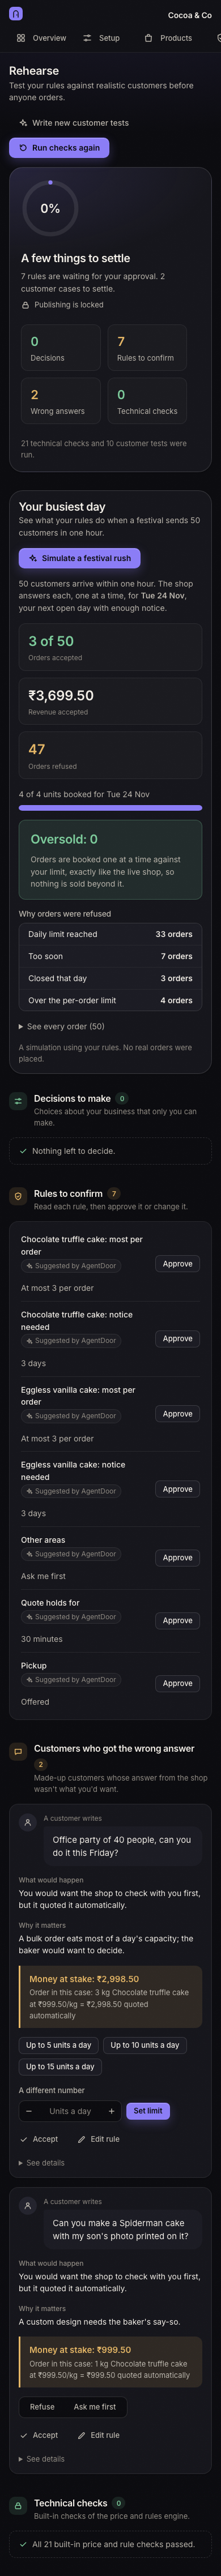 Cocoa & Co
Overview
Setup
Products
Rehearse
Test your rules against realistic customers before
anyone orders.
Write new customer tests
Run checks again
0%
A few things to settle
7 rules are waiting for your approval. 2
customer cases to settle.
Publishing is locked
0
Decisions
7
Rules to confirm
2
Wrong answers
0
Technical checks
21 technical checks and 10 customer tests were
run.
Your busiest day
See what your rules do when a festival sends 50
customers in one hour.
Simulate a festival rush
50 customers arrive within one hour. The shop
answers each, one at a time, for Tue 24 Nov,
your next open day with enough notice.
3 of 50
Orders accepted
₹3,699.50
Revenue accepted
47
Orders refused
4 of 4 units booked for Tue 24 Nov
Oversold: 0
Orders are booked one at a time against
your limit, exactly like the live shop, so
nothing is sold beyond it.
Why orders were refused
Daily limit reached 33 orders
Too soon 7 orders
Closed that day 3 orders
Over the per-order limit 4 orders
See every order (50)
A simulation using your rules. No real orders were
placed.
Decisions to make 0
Choices about your business that only you can
make.
Nothing left to decide.
Rules to confirm 7
Read each rule, then approve it or change it.
Chocolate truffle cake: most per
order
Suggested by AgentDoor
Approve
At most 3 per order
Chocolate truffle cake: notice
needed
Suggested by AgentDoor
Approve
3 days
Eggless vanilla cake: most per
order
Suggested by AgentDoor
Approve
At most 3 per order
Eggless vanilla cake: notice
needed
Suggested by AgentDoor
Approve
3 days
Other areas
Suggested by AgentDoor
Approve
Ask me first
Quote holds for
Suggested by AgentDoor
Approve
30 minutes
Pickup
Suggested by AgentDoor
Approve
Offered
Customers who got the wrong answer
2
Made-up customers whose answer from the shop
wasn't what you'd want.
A customer writes
Office party of 40 people, can you
do it this Friday?
What would happen
You would want the shop to check with you first,
but it quoted it automatically.
Why it matters
A bulk order eats most of a day's capacity; the
baker would want to decide.
Money at stake: ₹2,998.50
Order in this case: 3 kg Chocolate truffle cake
at ₹999.50/kg = ₹2,998.50 quoted
automatically
Up to 5 units a day
Up to 10 units a day
Up to 15 units a day
A different number
− Units a day +
Set limit
Accept
Edit rule
See details
A customer writes
Can you make a Spiderman cake
with my son's photo printed on it?
What would happen
You would want the shop to check with you first,
but it quoted it automatically.
Why it matters
A custom design needs the baker's say-so.
Money at stake: ₹999.50
Order in this case: 1 kg Chocolate truffle cake
at ₹999.50/kg = ₹999.50 quoted automatically
Refuse
Ask me first
Accept
Edit rule
See details
Technical checks 0
Built-in checks of the price and rules engine.
All 21 built-in price and rule checks passed.